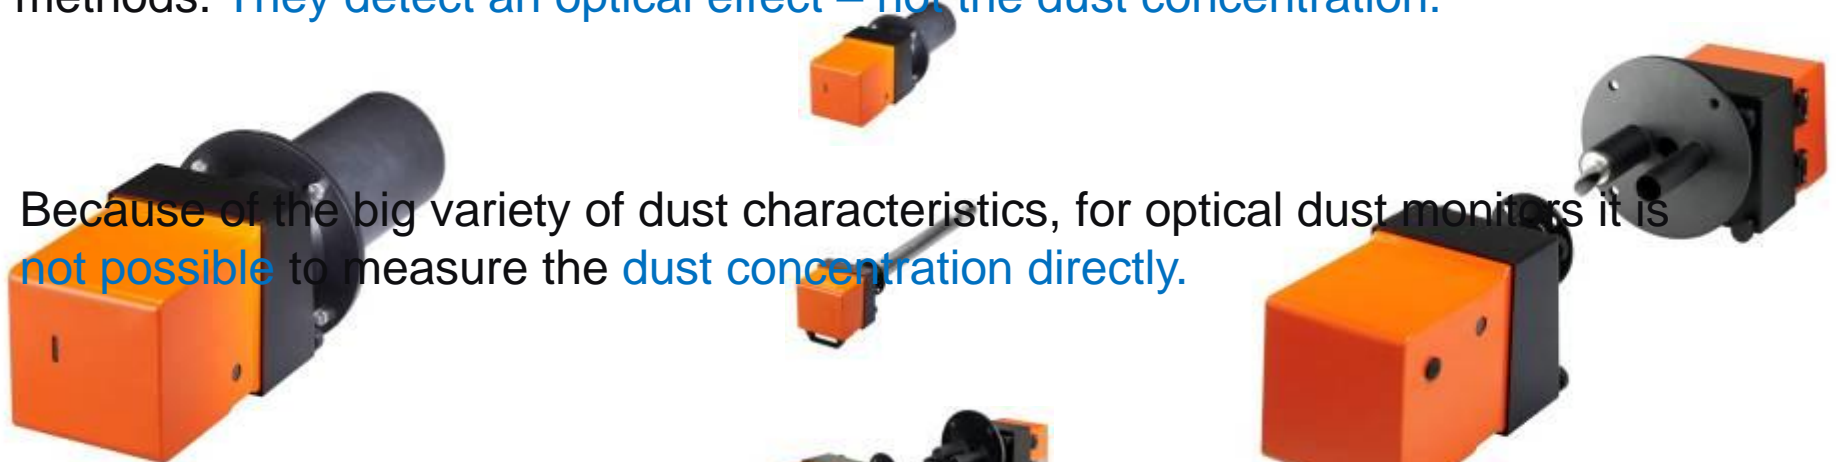 methods. They detect an optical effect – not the dust concentration.
Because of the big variety of dust characteristics, for optical dust monitors it is
not possible to measure the dust concentration directly.